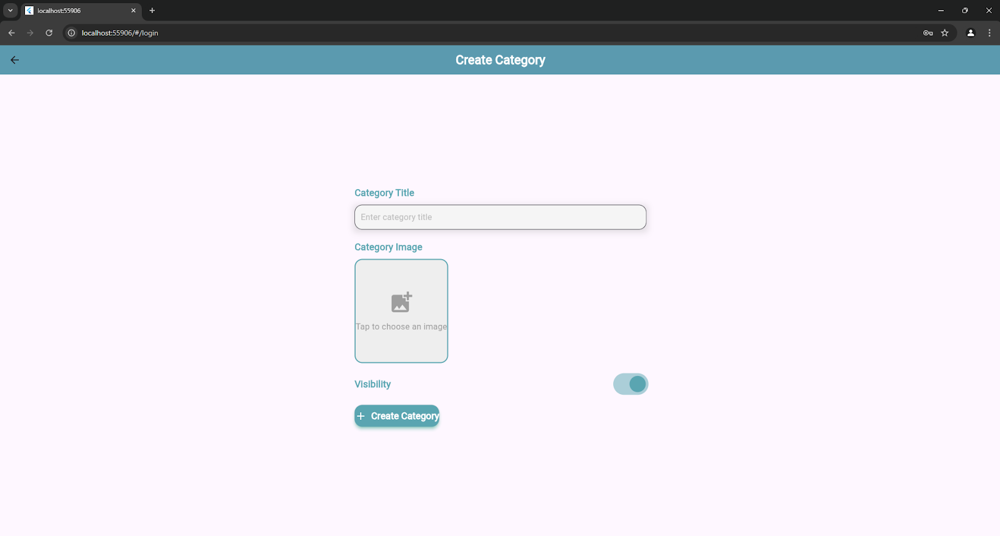 localhost:55906
localhost:55906/#/login
Create Category
Category Title
Enter category title
Category Image
Tap to choose an image
Visibility
Create Category